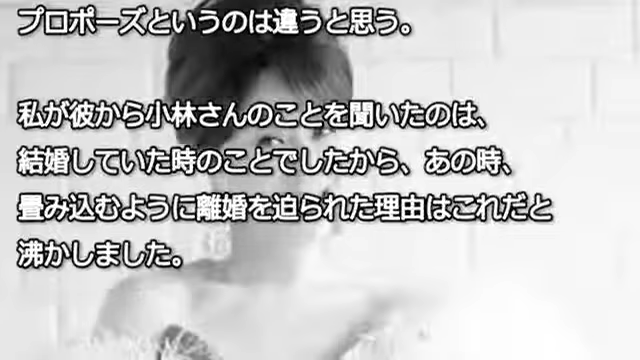 プロポーズというのは違うと思う。
私が彼から小林さんのことを聞いたのは、
結婚していた時のことでしたから、あの時、
畳み込むように離婚を迫られた理由はこれだと
沸かしました。